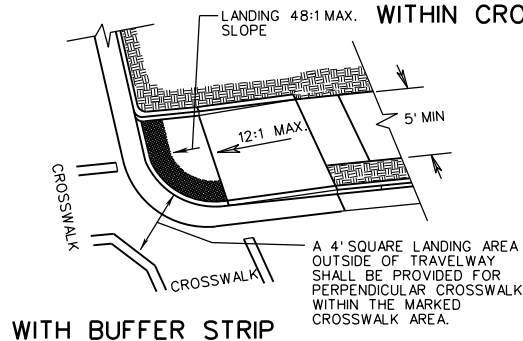 LANDING 48:1 MAX.
SLOPE
WITHIN CRO
12:1 MAX.
5' MIN
CROSSWALK
CROSSWALK
A 4' SQUARE LANDING AREA
OUTSIDE OF TRAVELWAY
SHALL BE PROVIDED FOR
PERPENDICULAR CROSSWALK
WITHIN THE MARKED
CROSSWALK AREA.
WITH BUFFER STRIP